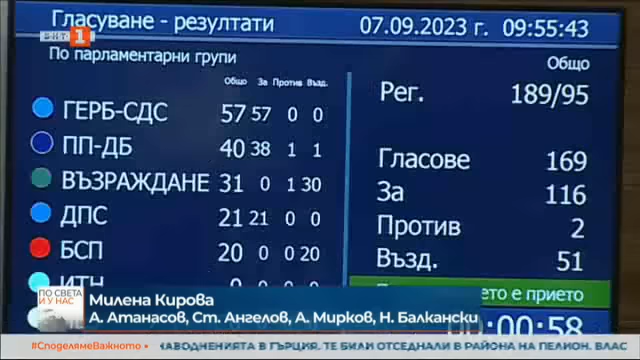 Гласуване - резултати
07.09.2023 г. 09:55:43
БНТ 1
По парламентарни групи
Общо За Против Възд.
ГЕРБ-СДС 57 57 0 0
ПП-ДБ 40 38 1 1
ВЪЗРАЖДАНЕ 31 0 1 30
ДПС 21 21 0 0
БСП 20 0 0 20
ИТН
Общо
Рег. 189/95
Гласове 169
За 116
Против 2
Възд. 51
е прието
00:00:58
ПО СВЕТА И У НАС
Милена Кирова
А. Атанасов, Ст. Ангелов, А. Мирков, Н. Балкански
#СподелямеВажното
НАВОДНЕНИЯТА В ГЪРЦИЯ. ТЕ БИЛИ ОТСЕДНАЛИ В РАЙОНА НА ПЕЛИОН. ВЛАС